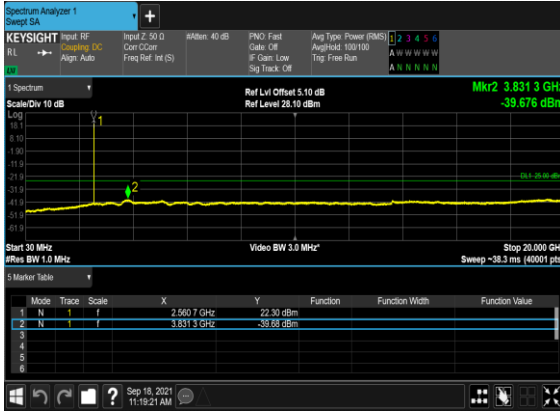 Spectrum Analyzer 1
Swept SA
+
KEYSIGHT Input: RF Input Z: 50 Ω #Atten: 40 dB PNO: Fast Avg Type: Power (RMS) 1 2 3 4 5 6
RL Coupling: DC Corr CCorr Gate: Off Avg|Hold: 100/100 A W W W W W
Align: Auto Freq Ref: Int (S) IF Gain: Low Trig: Free Run
Sig Track: Off A N N N N N
1 Spectrum Ref Lvl Offset 5.10 dB Mkr2 3.831 3 GHz
Scale/Div 10 dB Ref Level 28.10 dBm -39.676 dBm
Log
18.1
8.10
-1.90
-11.9
-21.9
-31.9
-41.9
-51.9
-61.9
1
2
DL1 -25.00 dBm
Start 30 MHz Video BW 3.0 MHz* Stop 20.000 GH
#Res BW 1.0 MHz Sweep ~38.3 ms (40001 pts
5 Marker Table
Mode Trace Scale X Y Function Function Width Function Value
1 N 1 f 2.560 7 GHz 22.30 dBm
2 N 1 f 3.831 3 GHz -39.68 dBm
3
4
5
6
? Sep 18, 2021
11:19:21 AM